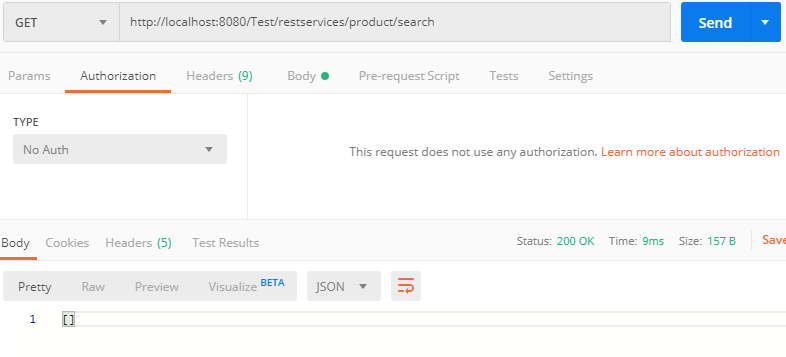 GET http://localhost:8080/Test/restservices/product/search Send
Params Authorization Headers (9) Body Pre-request Script Tests Settings
TYPE
No Auth
This request does not use any authorization. Learn more about authorization
Body Cookies Headers (5) Test Results Status: 200 OK Time: 9ms Size: 157 B Save
Pretty Raw Preview Visualize BETA JSON
1 []